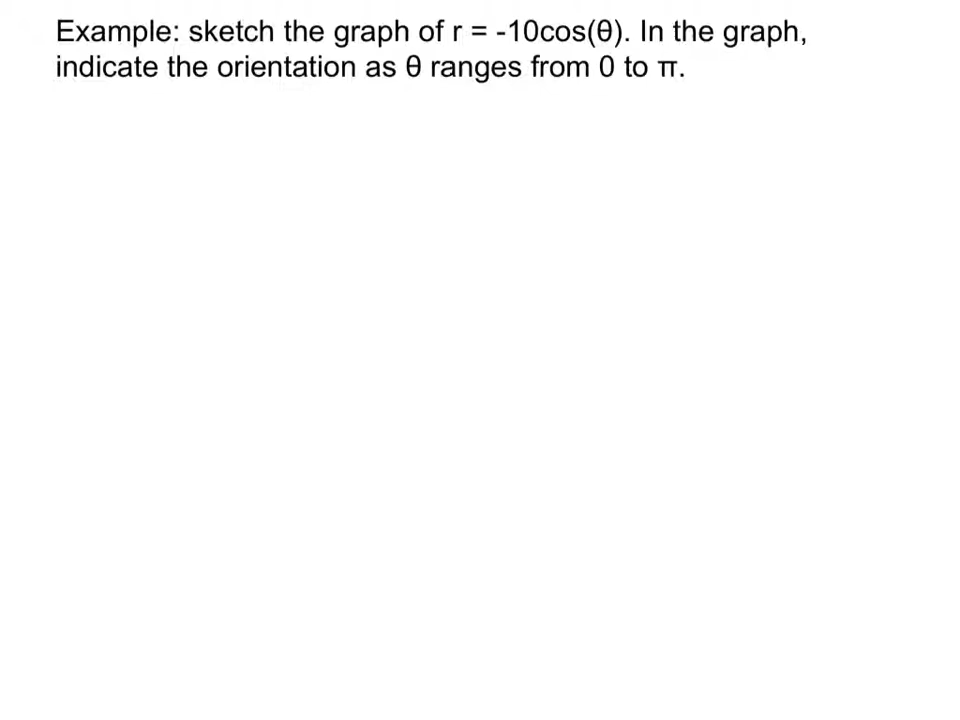 Example: sketch the graph of r = -10cos(θ). In the graph,
indicate the orientation as θ ranges from 0 to π.